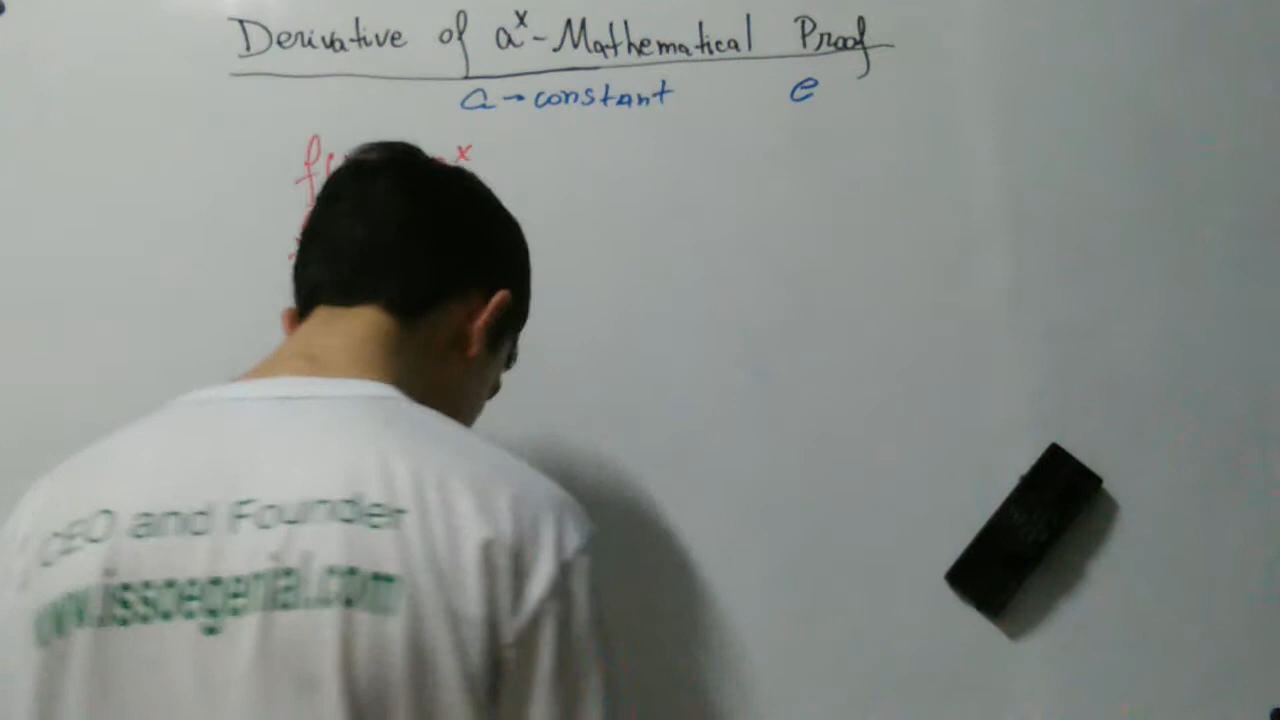 Derivative of aˣ - Mathematical Proof
a → constant e
f( x
CEO and Founder
www.issoegenial.com